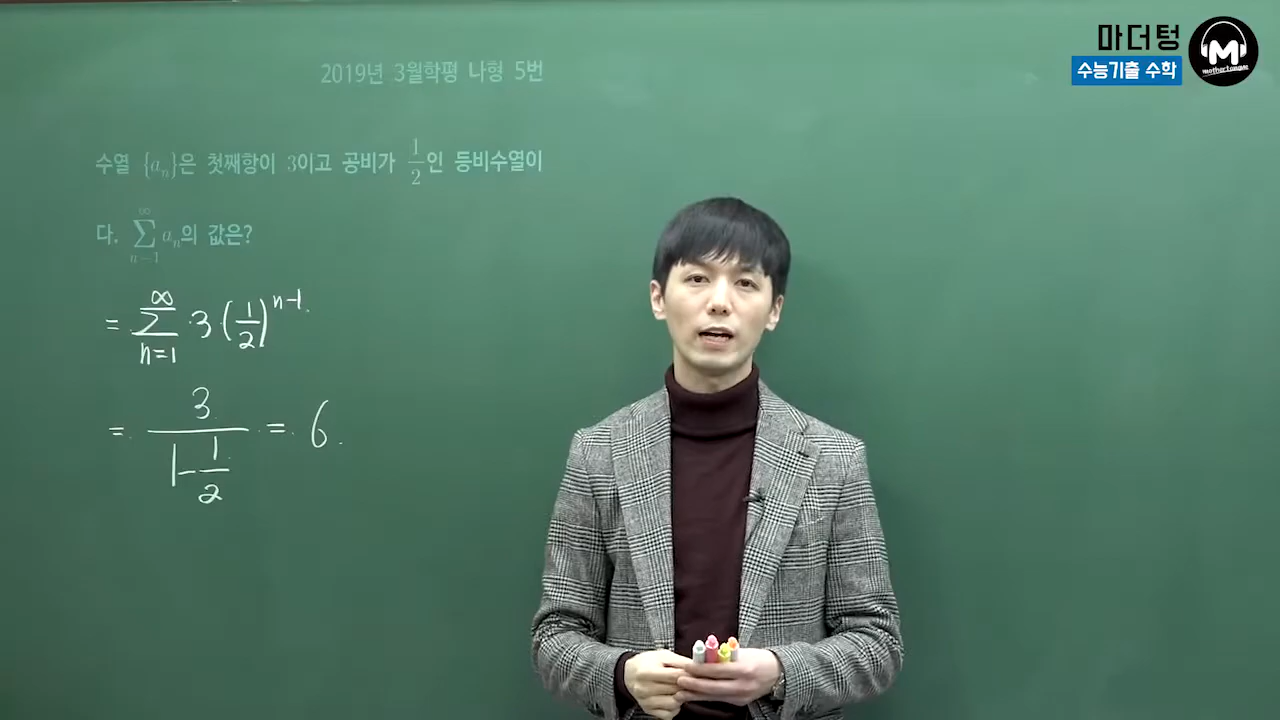 마더텅
수능기출 수학
M
mothertongue
2019년 3월학평 나형 5번
수열 {aₙ}은 첫째항이 3이고 공비가 1/2인 등비수열이
다. ∑_{n=1}^{∞} aₙ의 값은?
= ∑_{n=1}^{∞} 3(1/2)^{n-1}.
= 3/(1-1/2) = 6.